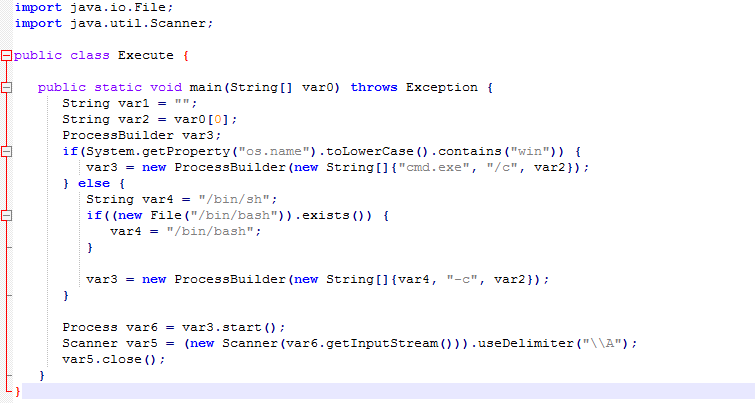 import java.io.File;
import java.util.Scanner;

public class Execute {

   public static void main(String[] var0) throws Exception {
      String var1 = "";
      String var2 = var0[0];
      ProcessBuilder var3;
      if(System.getProperty("os.name").toLowerCase().contains("win")) {
         var3 = new ProcessBuilder(new String[]{"cmd.exe", "/c", var2});
      } else {
         String var4 = "/bin/sh";
         if((new File("/bin/bash")).exists()) {
            var4 = "/bin/bash";
         }

         var3 = new ProcessBuilder(new String[]{var4, "-c", var2});
      }

      Process var6 = var3.start();
      Scanner var5 = (new Scanner(var6.getInputStream())).useDelimiter("\\A");
      var5.close();
   }
}